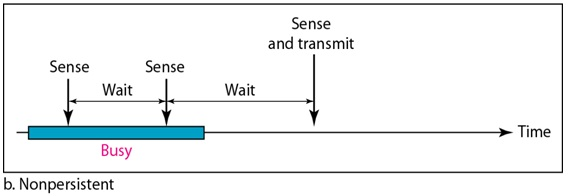 Sense
and transmit
Sense
Sense
Wait
Wait
Time
Busy
b. Nonpersistent